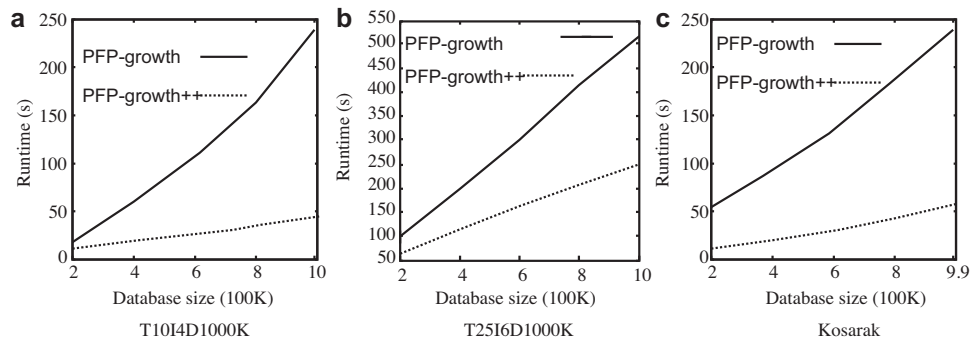 a
250
200
150
100
50
0
Runtime (s)
PFP-growth
PFP-growth++
2 4 6 8 10
Database size (100K)
T10I4D1000K
b
550
500
450
400
350
300
250
200
150
100
50
Runtime (s)
PFP-growth
PFP-growth++
2 4 6 8 10
Database size (100K)
T25I6D1000K
c
250
200
150
100
50
0
Runtime (s)
PFP-growth
PFP-growth++
2 4 6 8 9.9
Database size (100K)
Kosarak